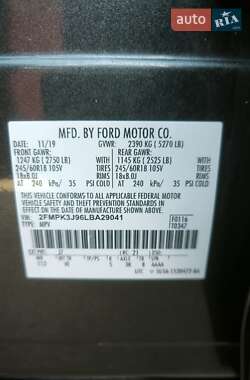 auto RIA
MFD. BY FORD MOTOR CO.
DATE: 11/19 GVWR: 2390 KG ( 5270 LB)
FRONT GAWR: REAR GAWR:
1247 KG ( 2750 LB) WITH 1145 KG ( 2525 LB) WITH
245/60R18 105V TIRES 245/60R18 105V TIRES
18x8.0J RIMS 18x8.0J RIMS
AT 240 kPa/ 35 PSI COLD AT 240 kPa/ 35 PSI COLD
THIS VEHICLE CONFORMS TO ALL APPLICABLE FEDERAL MOTOR
VEHICLE SAFETY AND THEFT PREVENTION STANDARDS IN EFFECT
ON THE DATE OF MANUFACTURE SHOWN ABOVE.
VIN: 2FMPK3J96LBA29041
TYPE: MPV
F0116
T0347